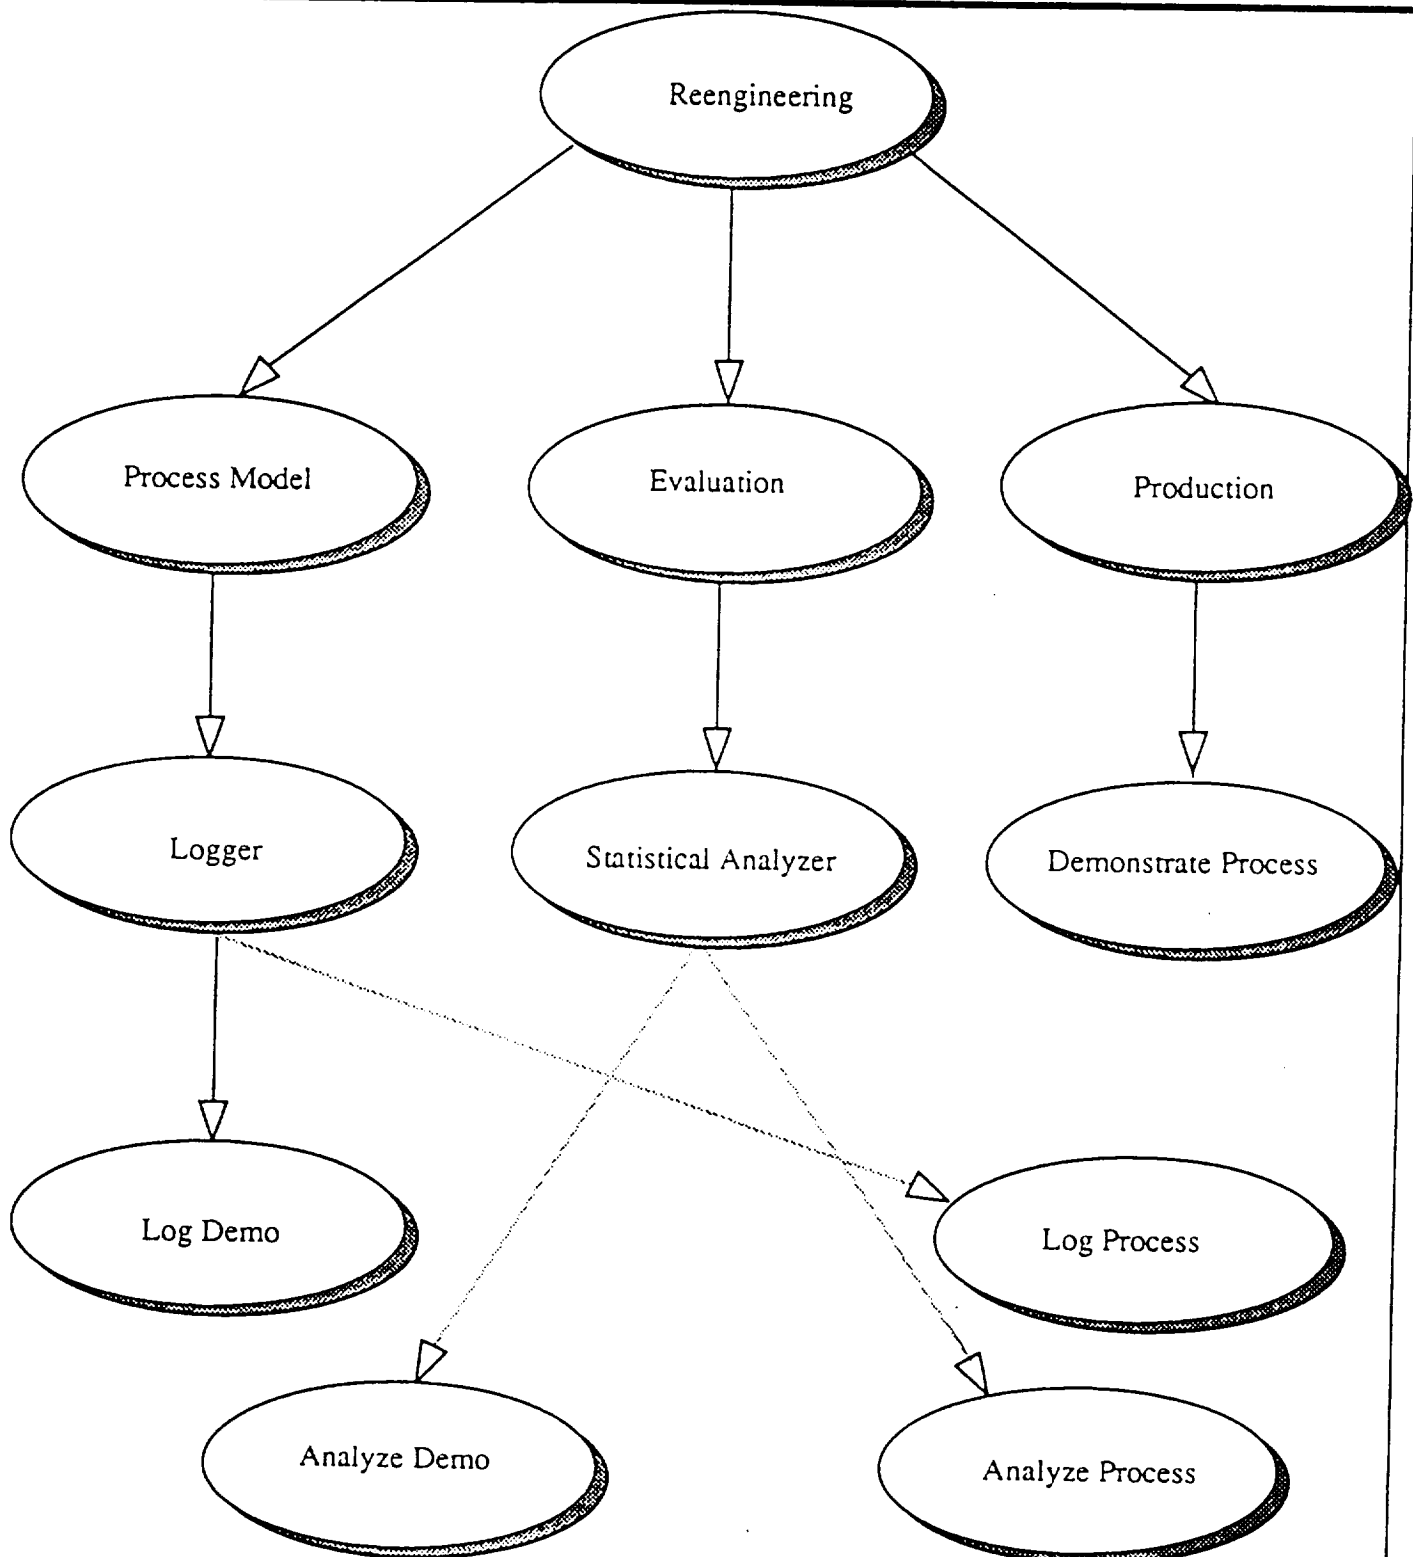 Reengineering
Process Model
Evaluation
Production
Logger
Statistical Analyzer
Demonstrate Process
Log Demo
Log Process
Analyze Demo
Analyze Process